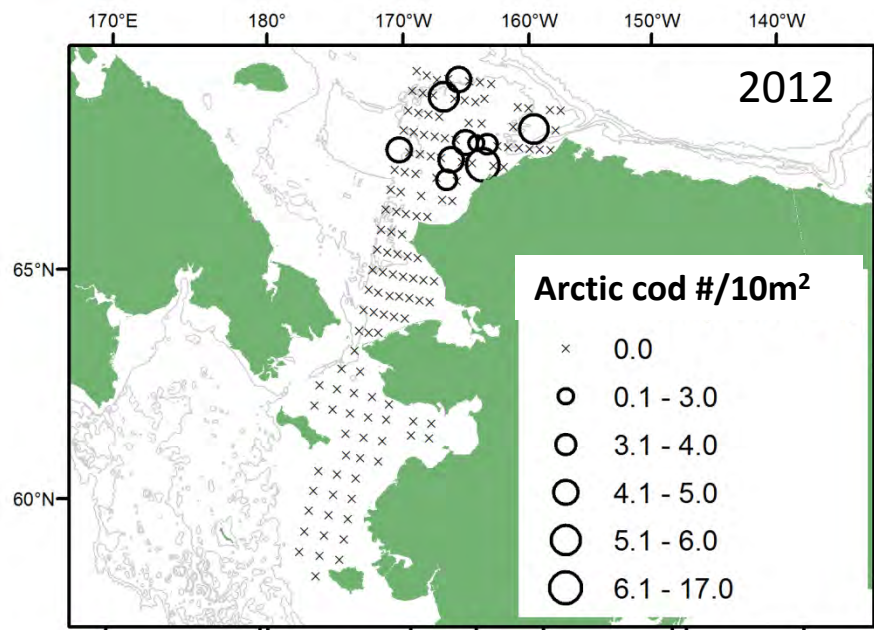 170°E 180° 170°W 160°W 150°W 140°W
2012
65°N
Arctic cod #/10m²
0.0
0.1 - 3.0
3.1 - 4.0
4.1 - 5.0
60°N
5.1 - 6.0
6.1 - 17.0